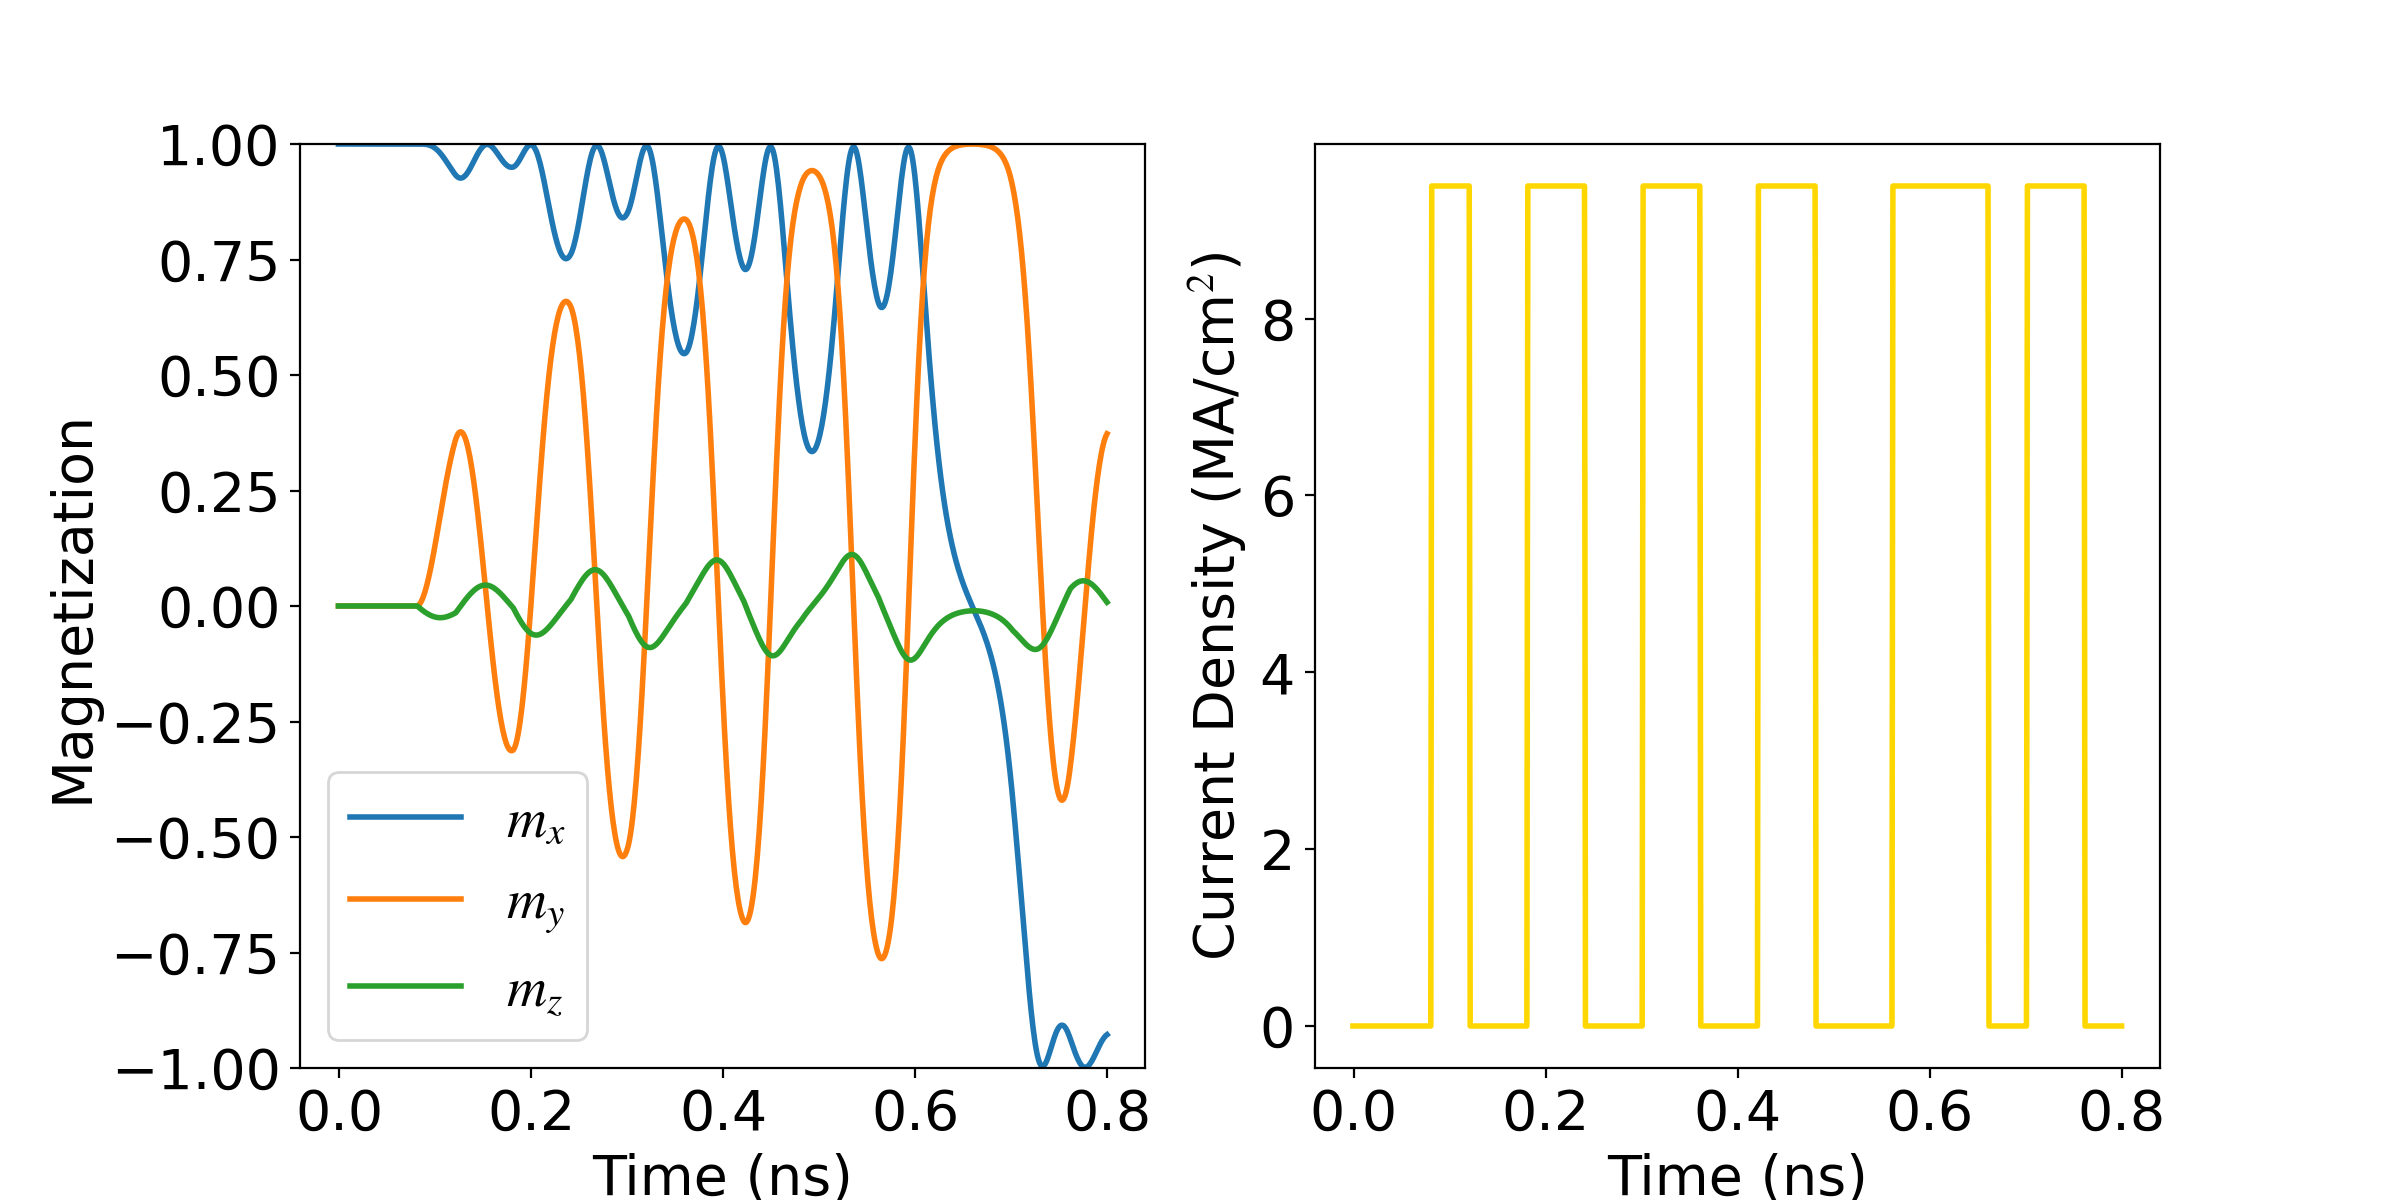 Magnetization
1.00
0.75
0.50
0.25
0.00
−0.25
−0.50
−0.75
−1.00
m_x
m_y
m_z
0.0 0.2 0.4 0.6 0.8
Time (ns)
Current Density (MA/cm²)
8
6
4
2
0
0.0 0.2 0.4 0.6 0.8
Time (ns)